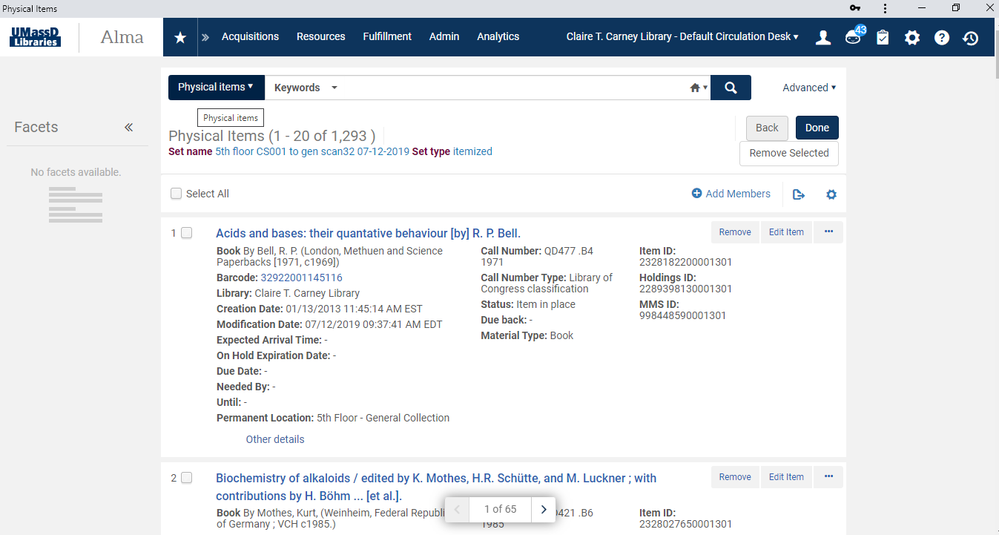 Physical Items
UMassD
Libraries
Alma
Acquisitions Resources Fulfillment Admin Analytics
Claire T. Carney Library - Default Circulation Desk
43
Physical items
Keywords
Advanced
Physical items
Facets
Physical Items (1 - 20 of 1,293 )
Back
Done
Set name 5th floor CS001 to gen scan32 07-12-2019 Set type itemized
Remove Selected
No facets available.
Select All
Add Members
1
Acids and bases: their quantative behaviour [by] R. P. Bell.
Remove
Edit Item
Book By Bell, R. P. (London, Methuen and Science
Paperbacks [1971, c1969])
Barcode: 32922001145116
Library: Claire T. Carney Library
Creation Date: 01/13/2013 11:45:14 AM EST
Modification Date: 07/12/2019 09:37:41 AM EDT
Expected Arrival Time: -
On Hold Expiration Date: -
Due Date: -
Needed By: -
Until: -
Permanent Location: 5th Floor - General Collection
Call Number: QD477 .B4
1971
Call Number Type: Library of
Congress classification
Status: Item in place
Due back: -
Material Type: Book
Item ID:
2328182200001301
Holdings ID:
2289398130001301
MMS ID:
998448590001301
Other details
2
Biochemistry of alkaloids / edited by K. Mothes, H.R. Schütte, and M. Luckner ; with
contributions by H. Böhm ... [et al.].
Remove
Edit Item
Book By Mothes, Kurt, (Weinheim, Federal
of Germany ; VCH c1985.)
.B6
1985
Item ID:
2328027650001301
1 of 65